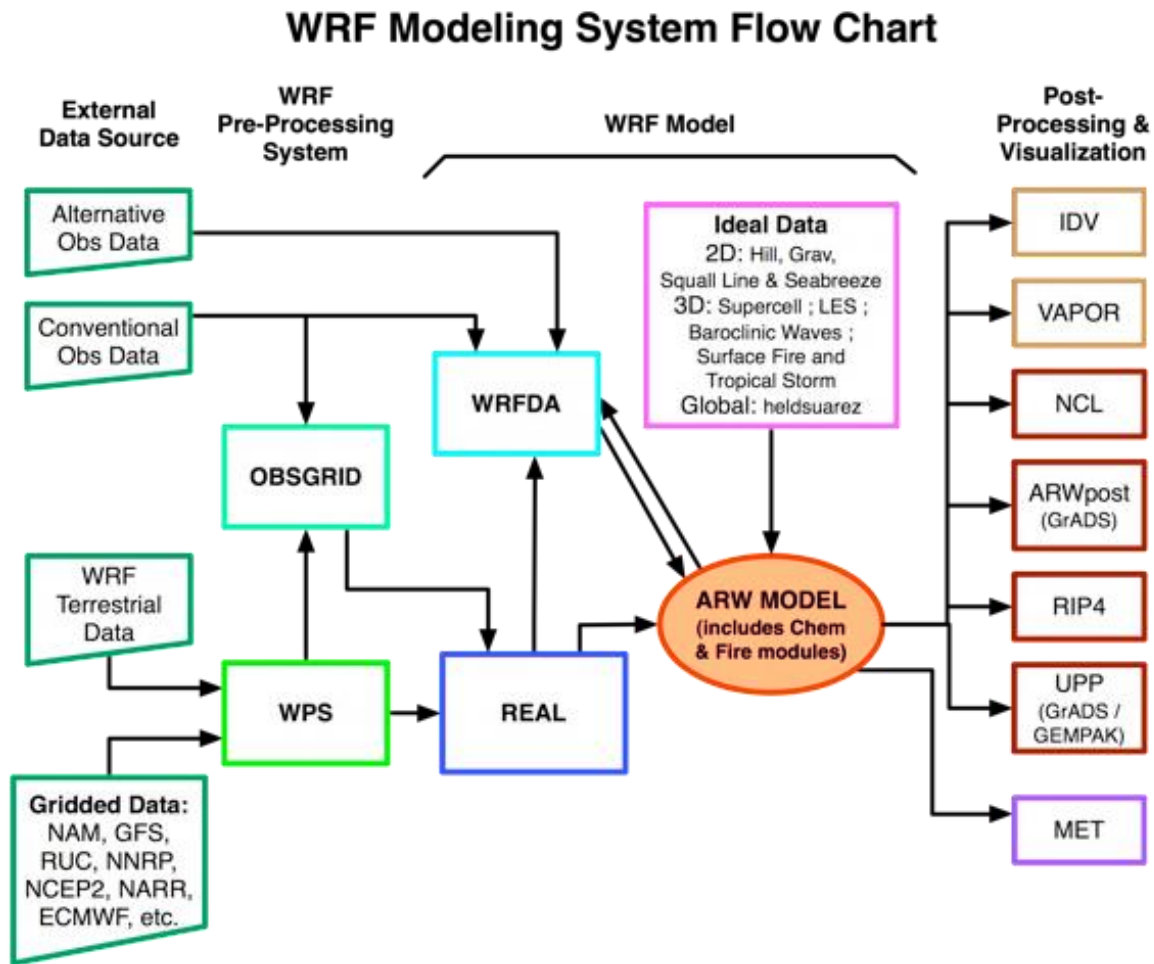 WRF Modeling System Flow Chart
External
Data Source
WRF
Pre-Processing
System
WRF Model
Post-
Processing &
Visualization
Alternative
Obs Data
Conventional
Obs Data
WRF
Terrestrial
Data
Gridded Data:
NAM, GFS,
RUC, NNRP,
NCEP2, NARR,
ECMWF, etc.
OBSGRID
WPS
WRFDA
REAL
Ideal Data
2D: Hill, Grav,
Squall Line & Seabreeze
3D: Supercell ; LES ;
Baroclinic Waves ;
Surface Fire and
Tropical Storm
Global: heldsuarez
ARW MODEL
(includes Chem
& Fire modules)
IDV
VAPOR
NCL
ARWpost
(GrADS)
RIP4
UPP
(GrADS /
GEMPAK)
MET